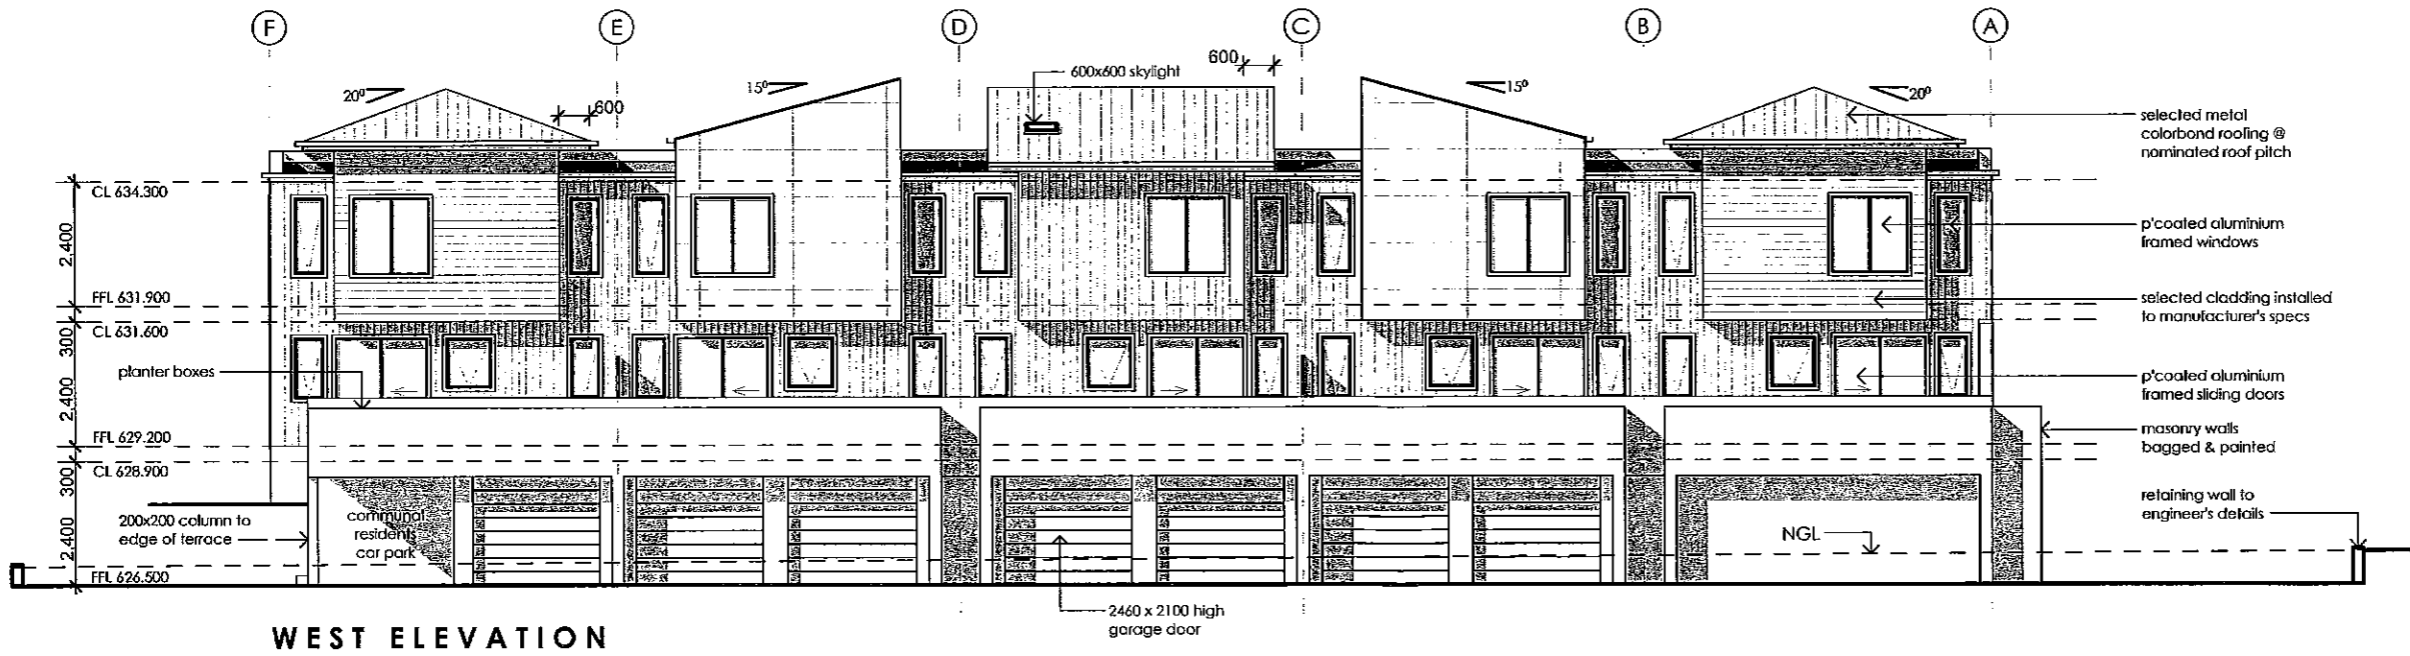 F
E
D
C
B
A
20⁰
600
15⁰
600x600 skylight
600
15⁰
20⁰
selected metal
colorbond roofing @
nominated roof pitch
CL 634.300
2,400
p'coated aluminium
framed windows
FFL 631.900
selected cladding installed
to manufacturer's specs
300
CL 631.600
planter boxes
2,400
p'coated aluminium
framed sliding doors
FFL 629.200
masonry walls
bagged & painted
300
CL 628.900
retaining wall to
engineer's details
200x200 column to
edge of terrace
communal
residents
car park
NGL
2,400
FFL 626.500
2460 x 2100 high
garage door
WEST ELEVATION